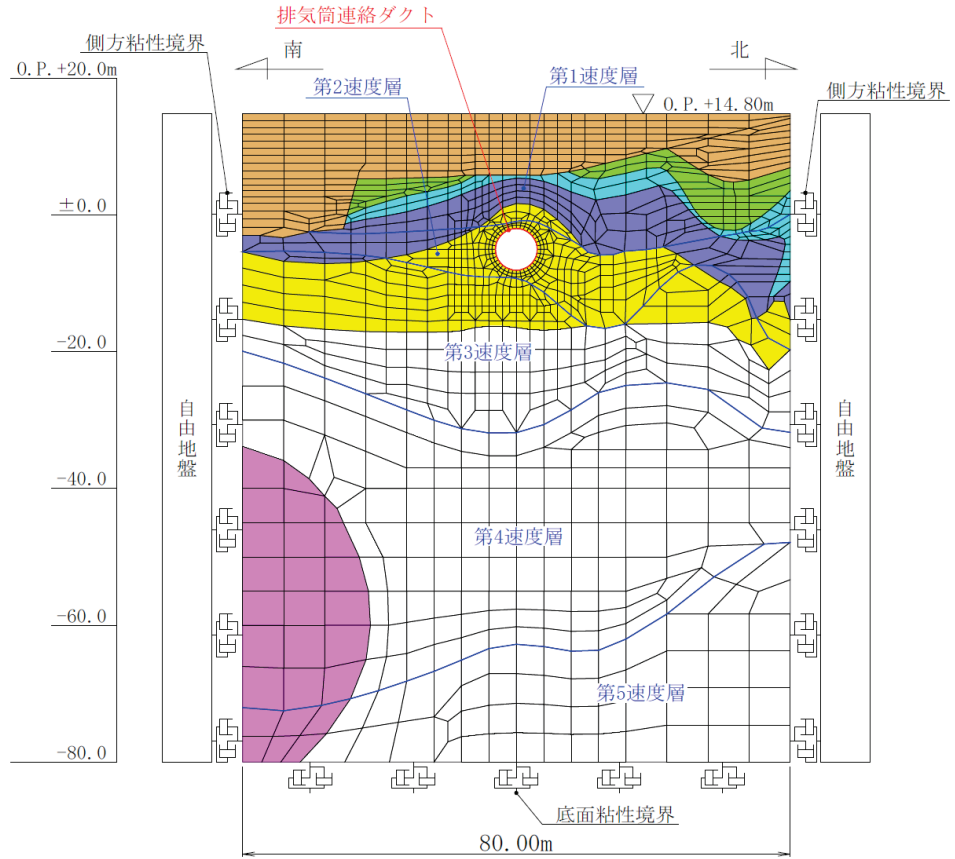 排気筒連絡ダクト
側方粘性境界
南
北
O.P.+20.0m
第2速度層
第1速度層
側方粘性境界
O.P.+14.80m
±0.0
-20.0
第3速度層
自由地盤
自由地盤
-40.0
第4速度層
-60.0
第5速度層
-80.0
底面粘性境界
80.00m